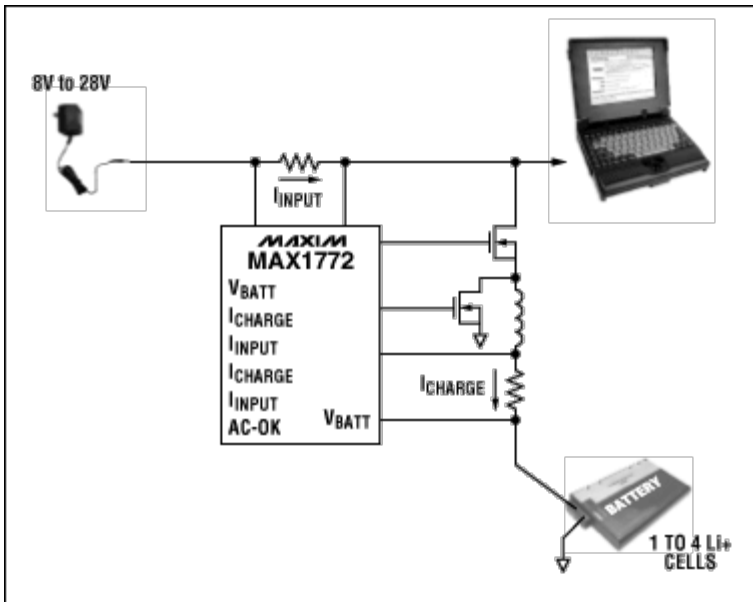 8V to 28V
IINPUT
MAXIM
MAX1772
VBATT
ICHARGE
IINPUT
ICHARGE
IINPUT
AC-OK
VBATT
ICHARGE
BATTERY
1 TO 4 Li+
CELLS